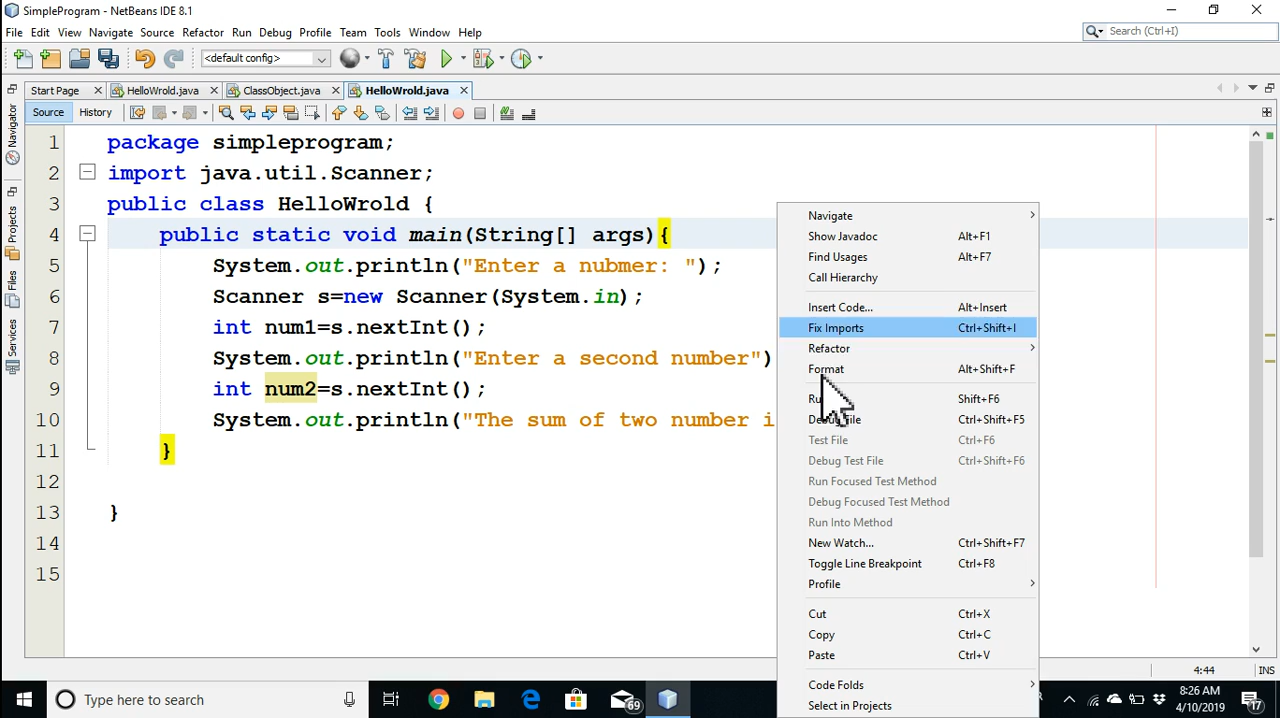 SimpleProgram - NetBeans IDE 8.1
File Edit View Navigate Source Refactor Run Debug Profile Team Tools Window Help
Search (Ctrl+I)
<default config>
Start Page HelloWrold.java ClassObject.java HelloWrold.java
Source History
Navigator
Projects
Files
Services
1 package simpleprogram;
2 import java.util.Scanner;
3 public class HelloWrold {
4 public static void main(String[] args){
5 System.out.println("Enter a nubmer: ");
6 Scanner s=new Scanner(System.in);
7 int num1=s.nextInt();
8 System.out.println("Enter a second number")
9 int num2=s.nextInt();
10 System.out.println("The sum of two number i
11 }
12
13 }
14
15
Navigate
Show Javadoc Alt+F1
Find Usages Alt+F7
Call Hierarchy
Insert Code... Alt+Insert
Fix Imports Ctrl+Shift+I
Refactor
Format Alt+Shift+F
Shift+F6
Debug File Ctrl+Shift+F5
Test File Ctrl+F6
Debug Test File Ctrl+Shift+F6
Run Focused Test Method
Debug Focused Test Method
Run Into Method
New Watch... Ctrl+Shift+F7
Toggle Line Breakpoint Ctrl+F8
Profile
Cut Ctrl+X
Copy Ctrl+C
Paste Ctrl+V
Code Folds
Select in Projects
4:44 INS
Type here to search
69
8:26 AM
4/10/2019
17